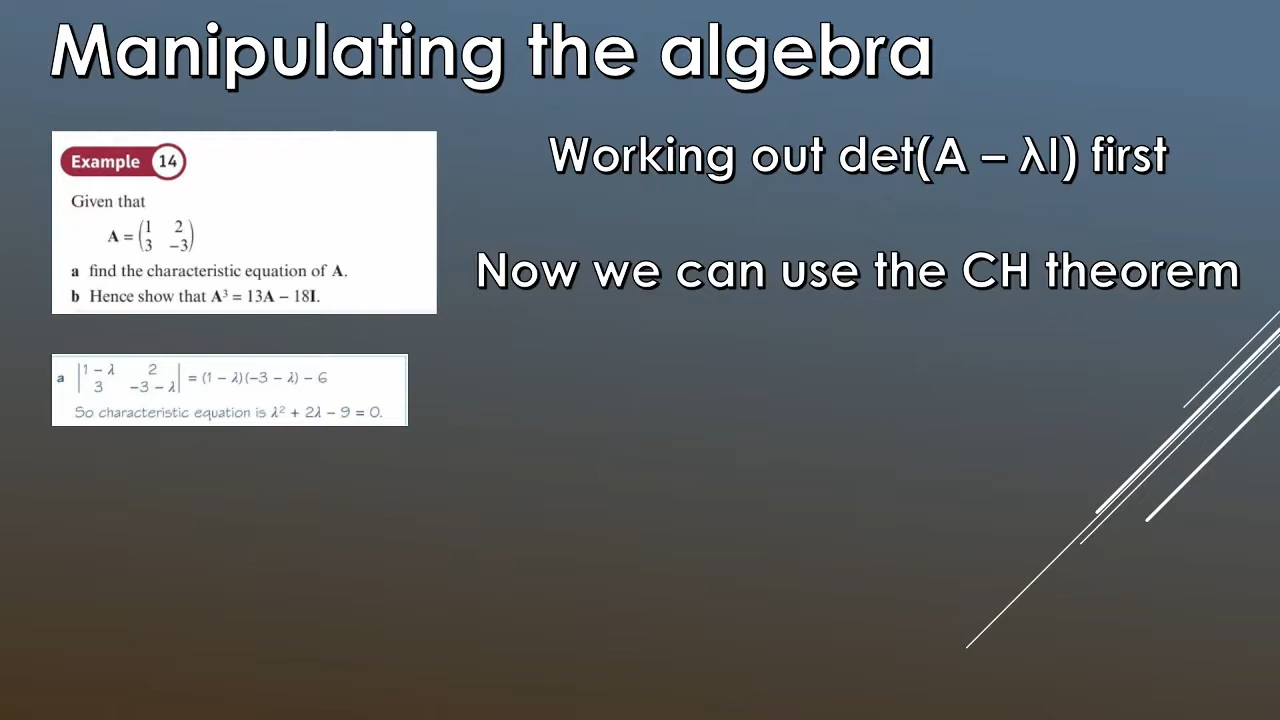 Manipulating the algebra
Working out det(A – λI) first
Now we can use the CH theorem
Example 14
Given that
A = (1 2
3 −3)
a find the characteristic equation of A.
b Hence show that A³ = 13A − 18I.
a |1 − λ 2
3 −3 − λ| = (1 − λ)(−3 − λ) − 6
So characteristic equation is λ² + 2λ − 9 = 0.